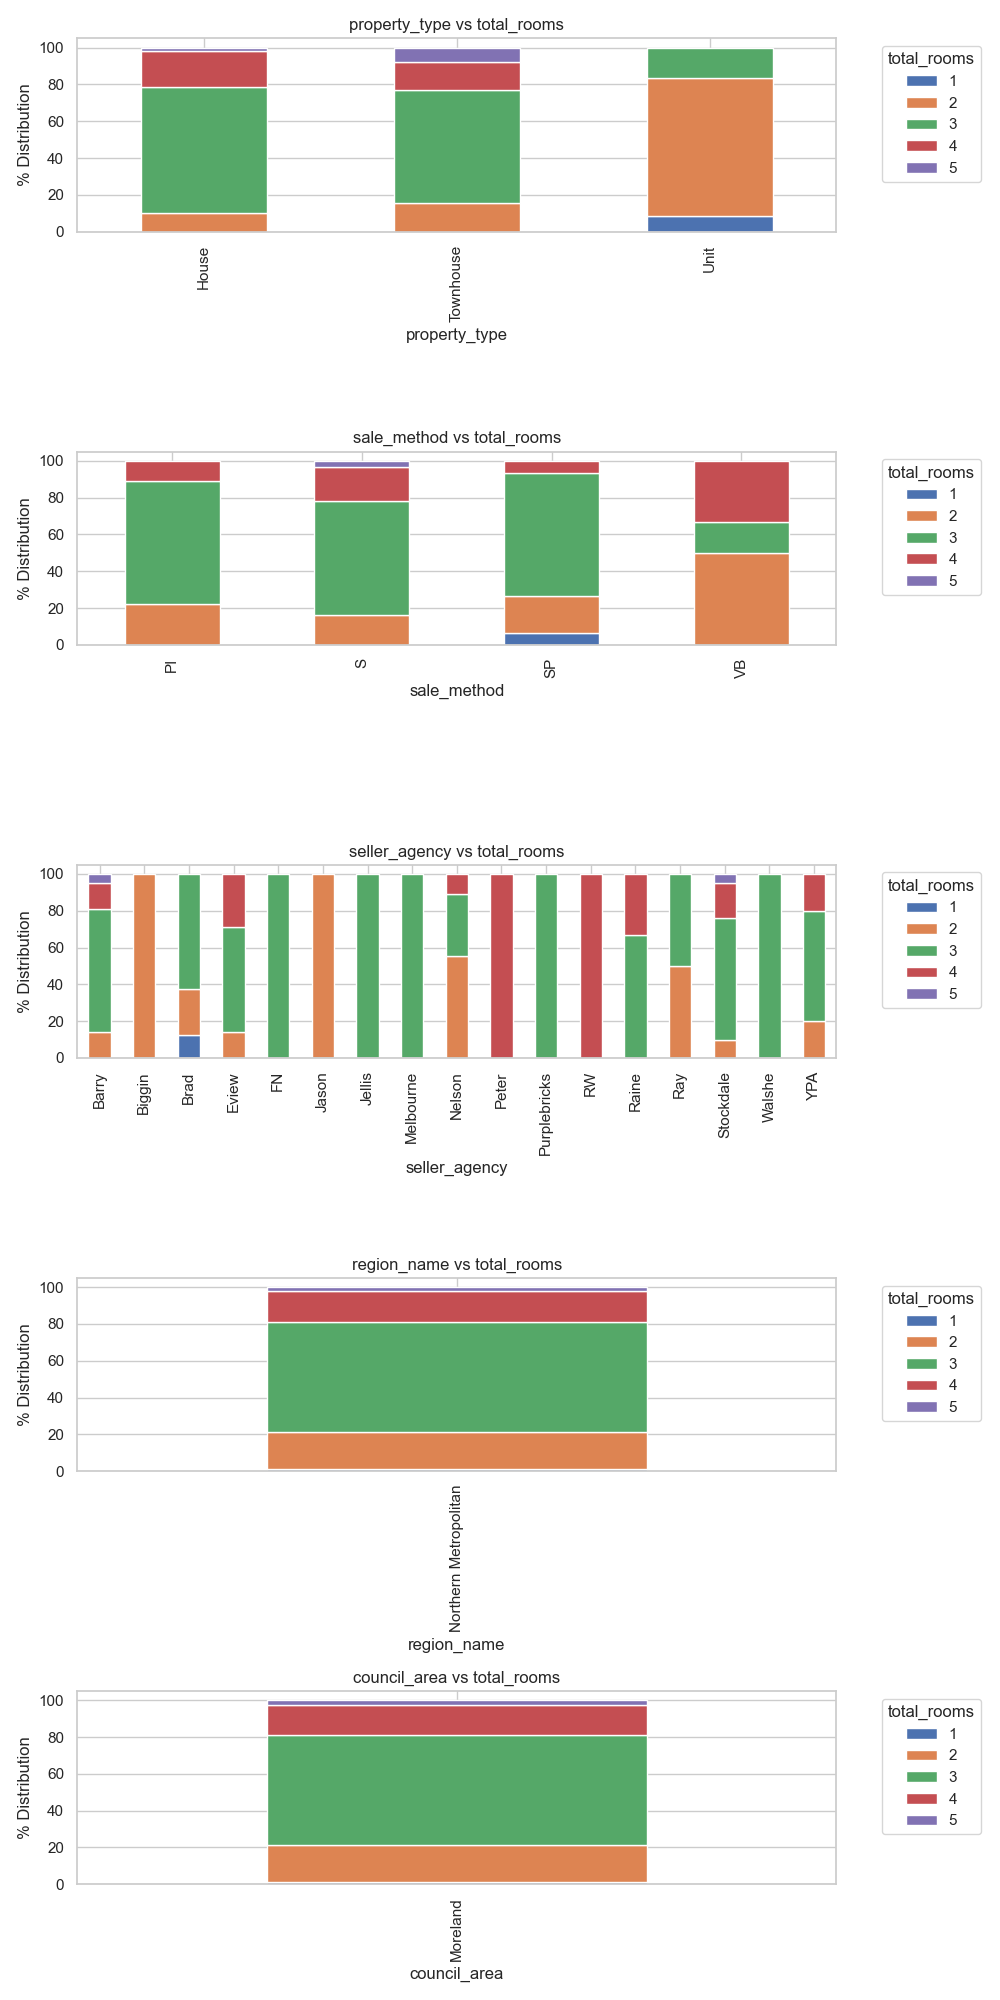 property_type vs total_rooms
100
80
60
40
20
0
% Distribution
House
Townhouse
Unit
property_type
total_rooms
1
2
3
4
5
sale_method vs total_rooms
100
80
60
40
20
0
% Distribution
PI
S
SP
VB
sale_method
total_rooms
1
2
3
4
5
seller_agency vs total_rooms
100
80
60
40
20
0
% Distribution
Barry
Biggin
Brad
Eview
FN
Jason
Jellis
Melbourne
Nelson
Peter
Purplebricks
RW
Raine
Ray
Stockdale
Walshe
YPA
seller_agency
total_rooms
1
2
3
4
5
region_name vs total_rooms
100
80
60
40
20
0
% Distribution
Northern Metropolitan
region_name
total_rooms
1
2
3
4
5
council_area vs total_rooms
100
80
60
40
20
0
% Distribution
Moreland
council_area
total_rooms
1
2
3
4
5